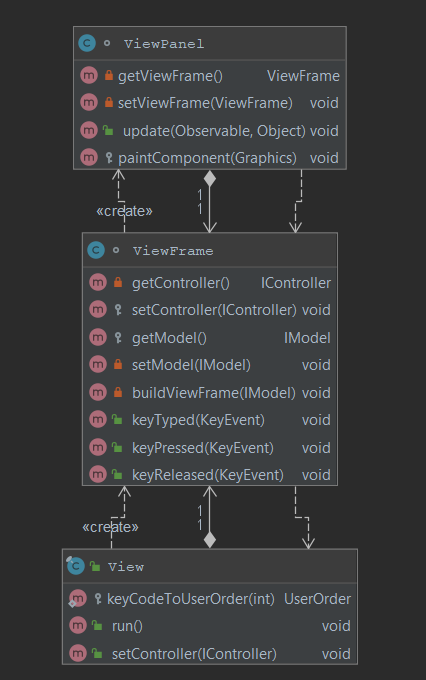 ViewPanel
getViewFrame() ViewFrame
setViewFrame(ViewFrame) void
update(Observable, Object) void
paintComponent(Graphics) void
«create»
1
1
ViewFrame
getController() IController
setController(IController) void
getModel() IModel
setModel(IModel) void
buildViewFrame(IModel) void
keyTyped(KeyEvent) void
keyPressed(KeyEvent) void
keyReleased(KeyEvent) void
1
«create» 1
View
keyCodeToUserOrder(int) UserOrder
run() void
setController(IController) void